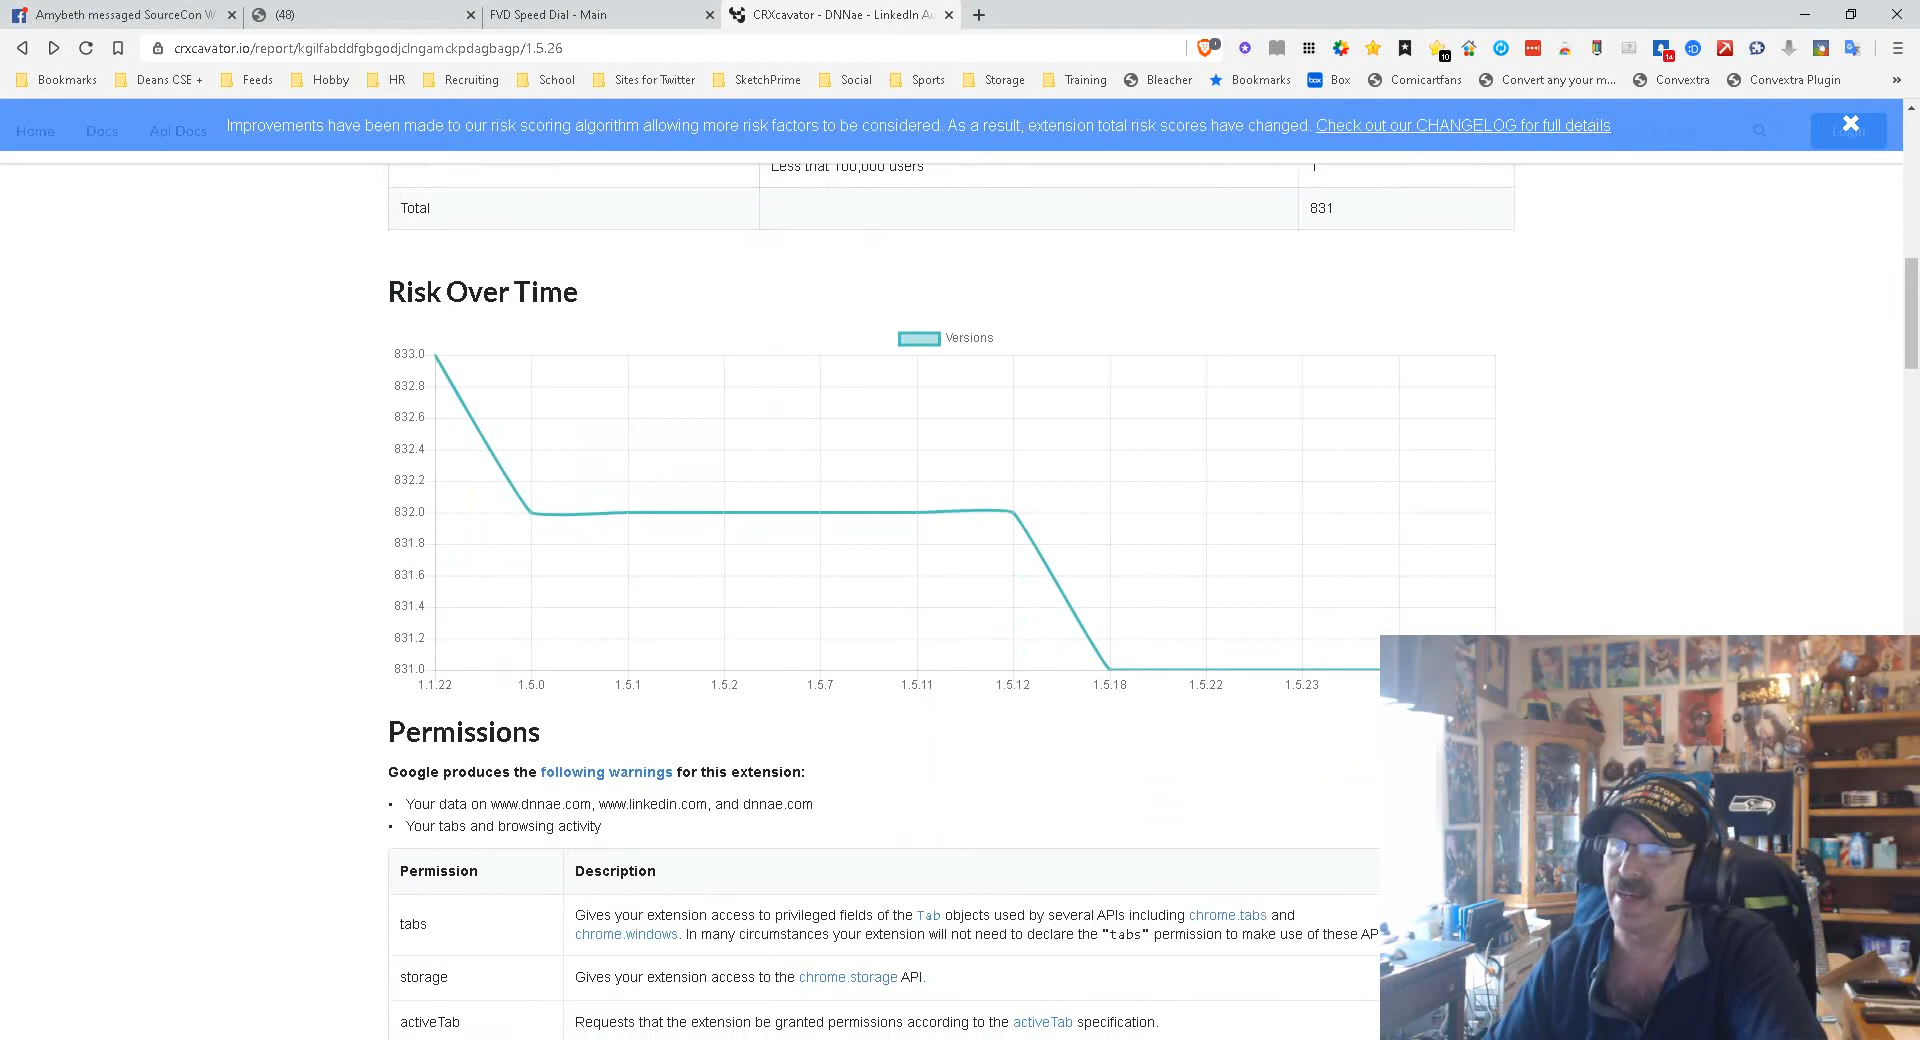 Amybeth messaged SourceCon W
(48)
FVD Speed Dial - Main
CRXcavator - DNNae - LinkedIn Au
crxcavator.io/report/kgilfabddfgbgodjclngamckpdagbagp/1.5.26
10
14
Bookmarks
Deans CSE +
Feeds
Hobby
HR
Recruiting
School
Sites for Twitter
SketchPrime
Social
Sports
Storage
Training
Bleacher
Bookmarks
box
Box
Comicartfans
Convert any your m...
Convextra
Convextra Plugin
»
Home
Docs
Api Docs
Improvements have been made to our risk scoring algorithm allowing more risk factors to be considered. As a result, extension total risk scores have changed. Check out our CHANGELOG for full details
Less that 100,000 users
1
Total
831
Risk Over Time
Versions
833.0
832.8
832.6
832.4
832.2
832.0
831.8
831.6
831.4
831.2
831.0
1.1.22
1.5.0
1.5.1
1.5.2
1.5.7
1.5.11
1.5.12
1.5.18
1.5.22
1.5.23
Permissions
Google produces the following warnings for this extension:
• Your data on www.dnnae.com, www.linkedin.com, and dnnae.com
• Your tabs and browsing activity
Permission
Description
tabs
Gives your extension access to privileged fields of the Tab objects used by several APIs including chrome.tabs and
chrome.windows. In many circumstances your extension will not need to declare the "tabs" permission to make use of these AP
storage
Gives your extension access to the chrome.storage API.
activeTab
Requests that the extension be granted permissions according to the activeTab specification.